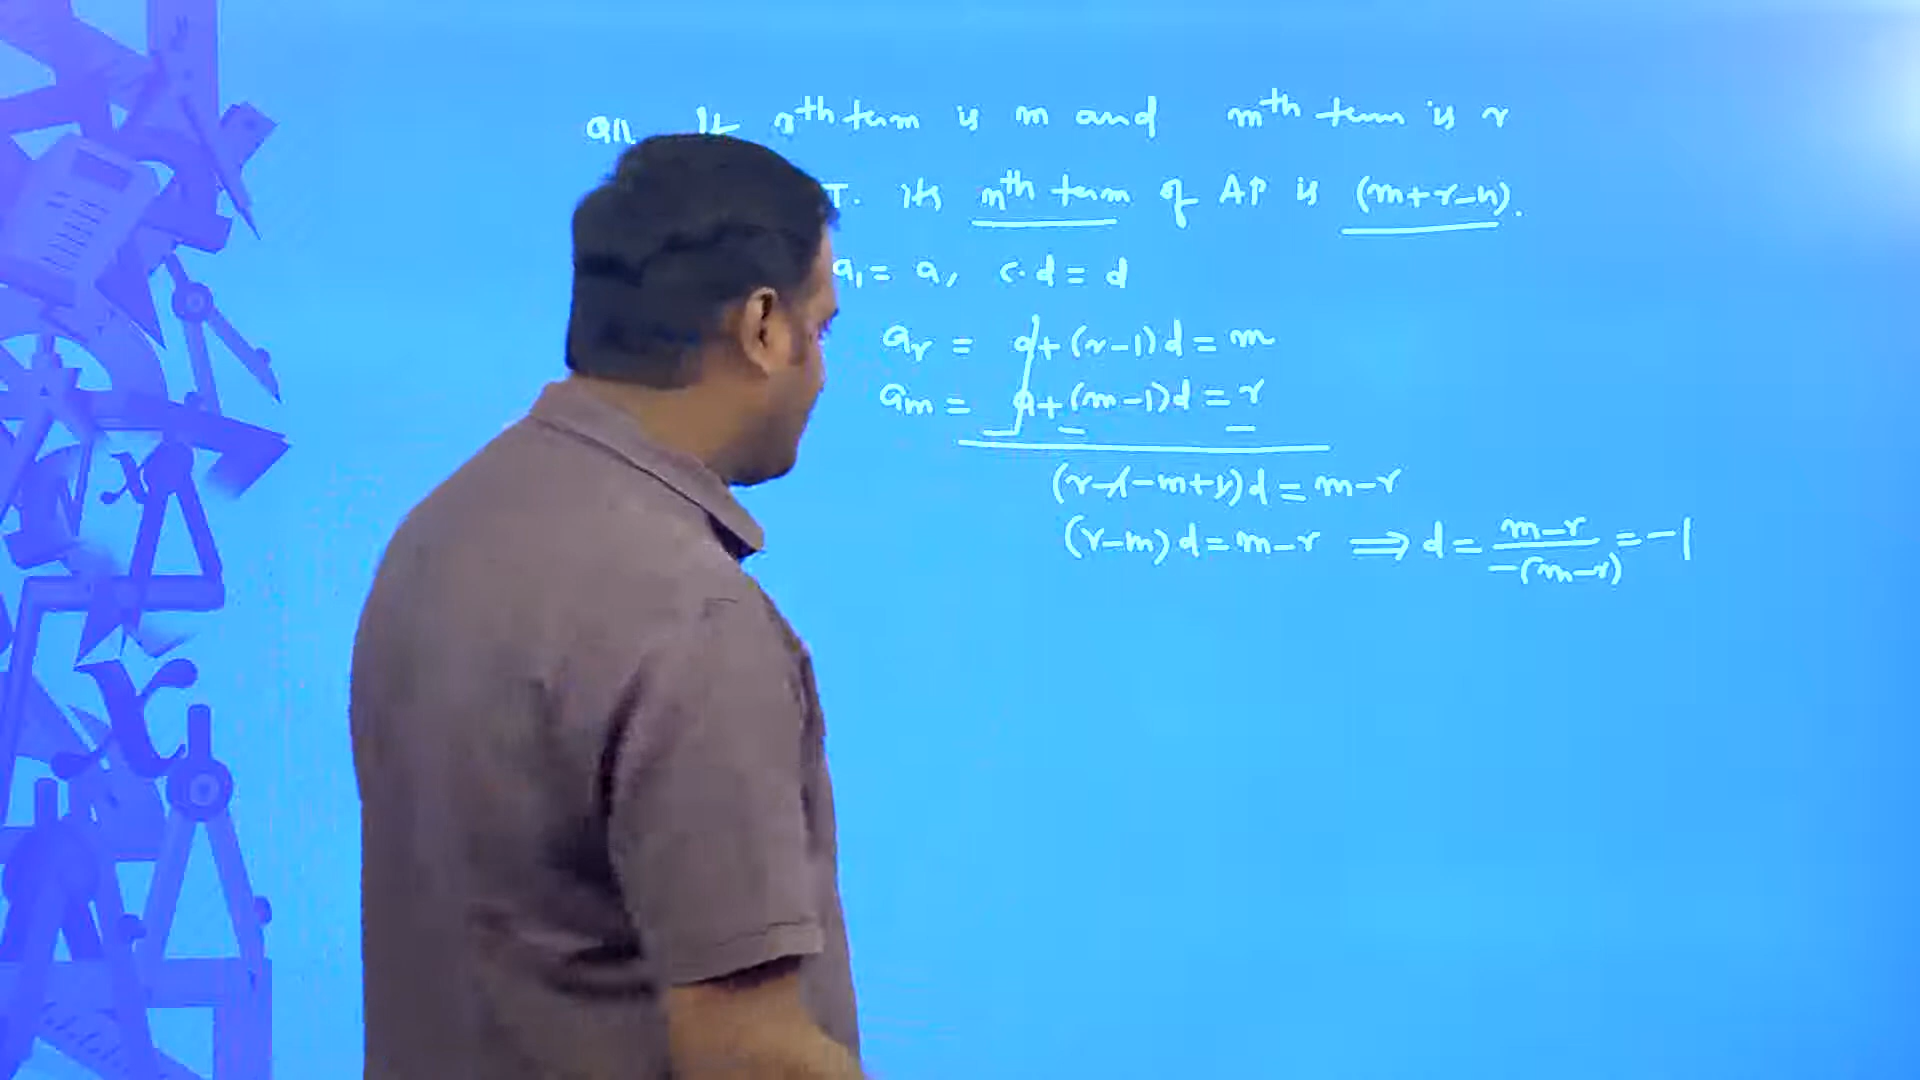 Q11. If rth term is m and mth term is r
T. its nth term of AP is (m+r-n).
a₁ = a, c.d = d
aᵣ = a+(r-1)d = m
aₘ = a+(m-1)d = r
(r-1-m+1)d = m-r
(r-m)d = m-r ⟹ d = (m-r)/-(m-r) = -1